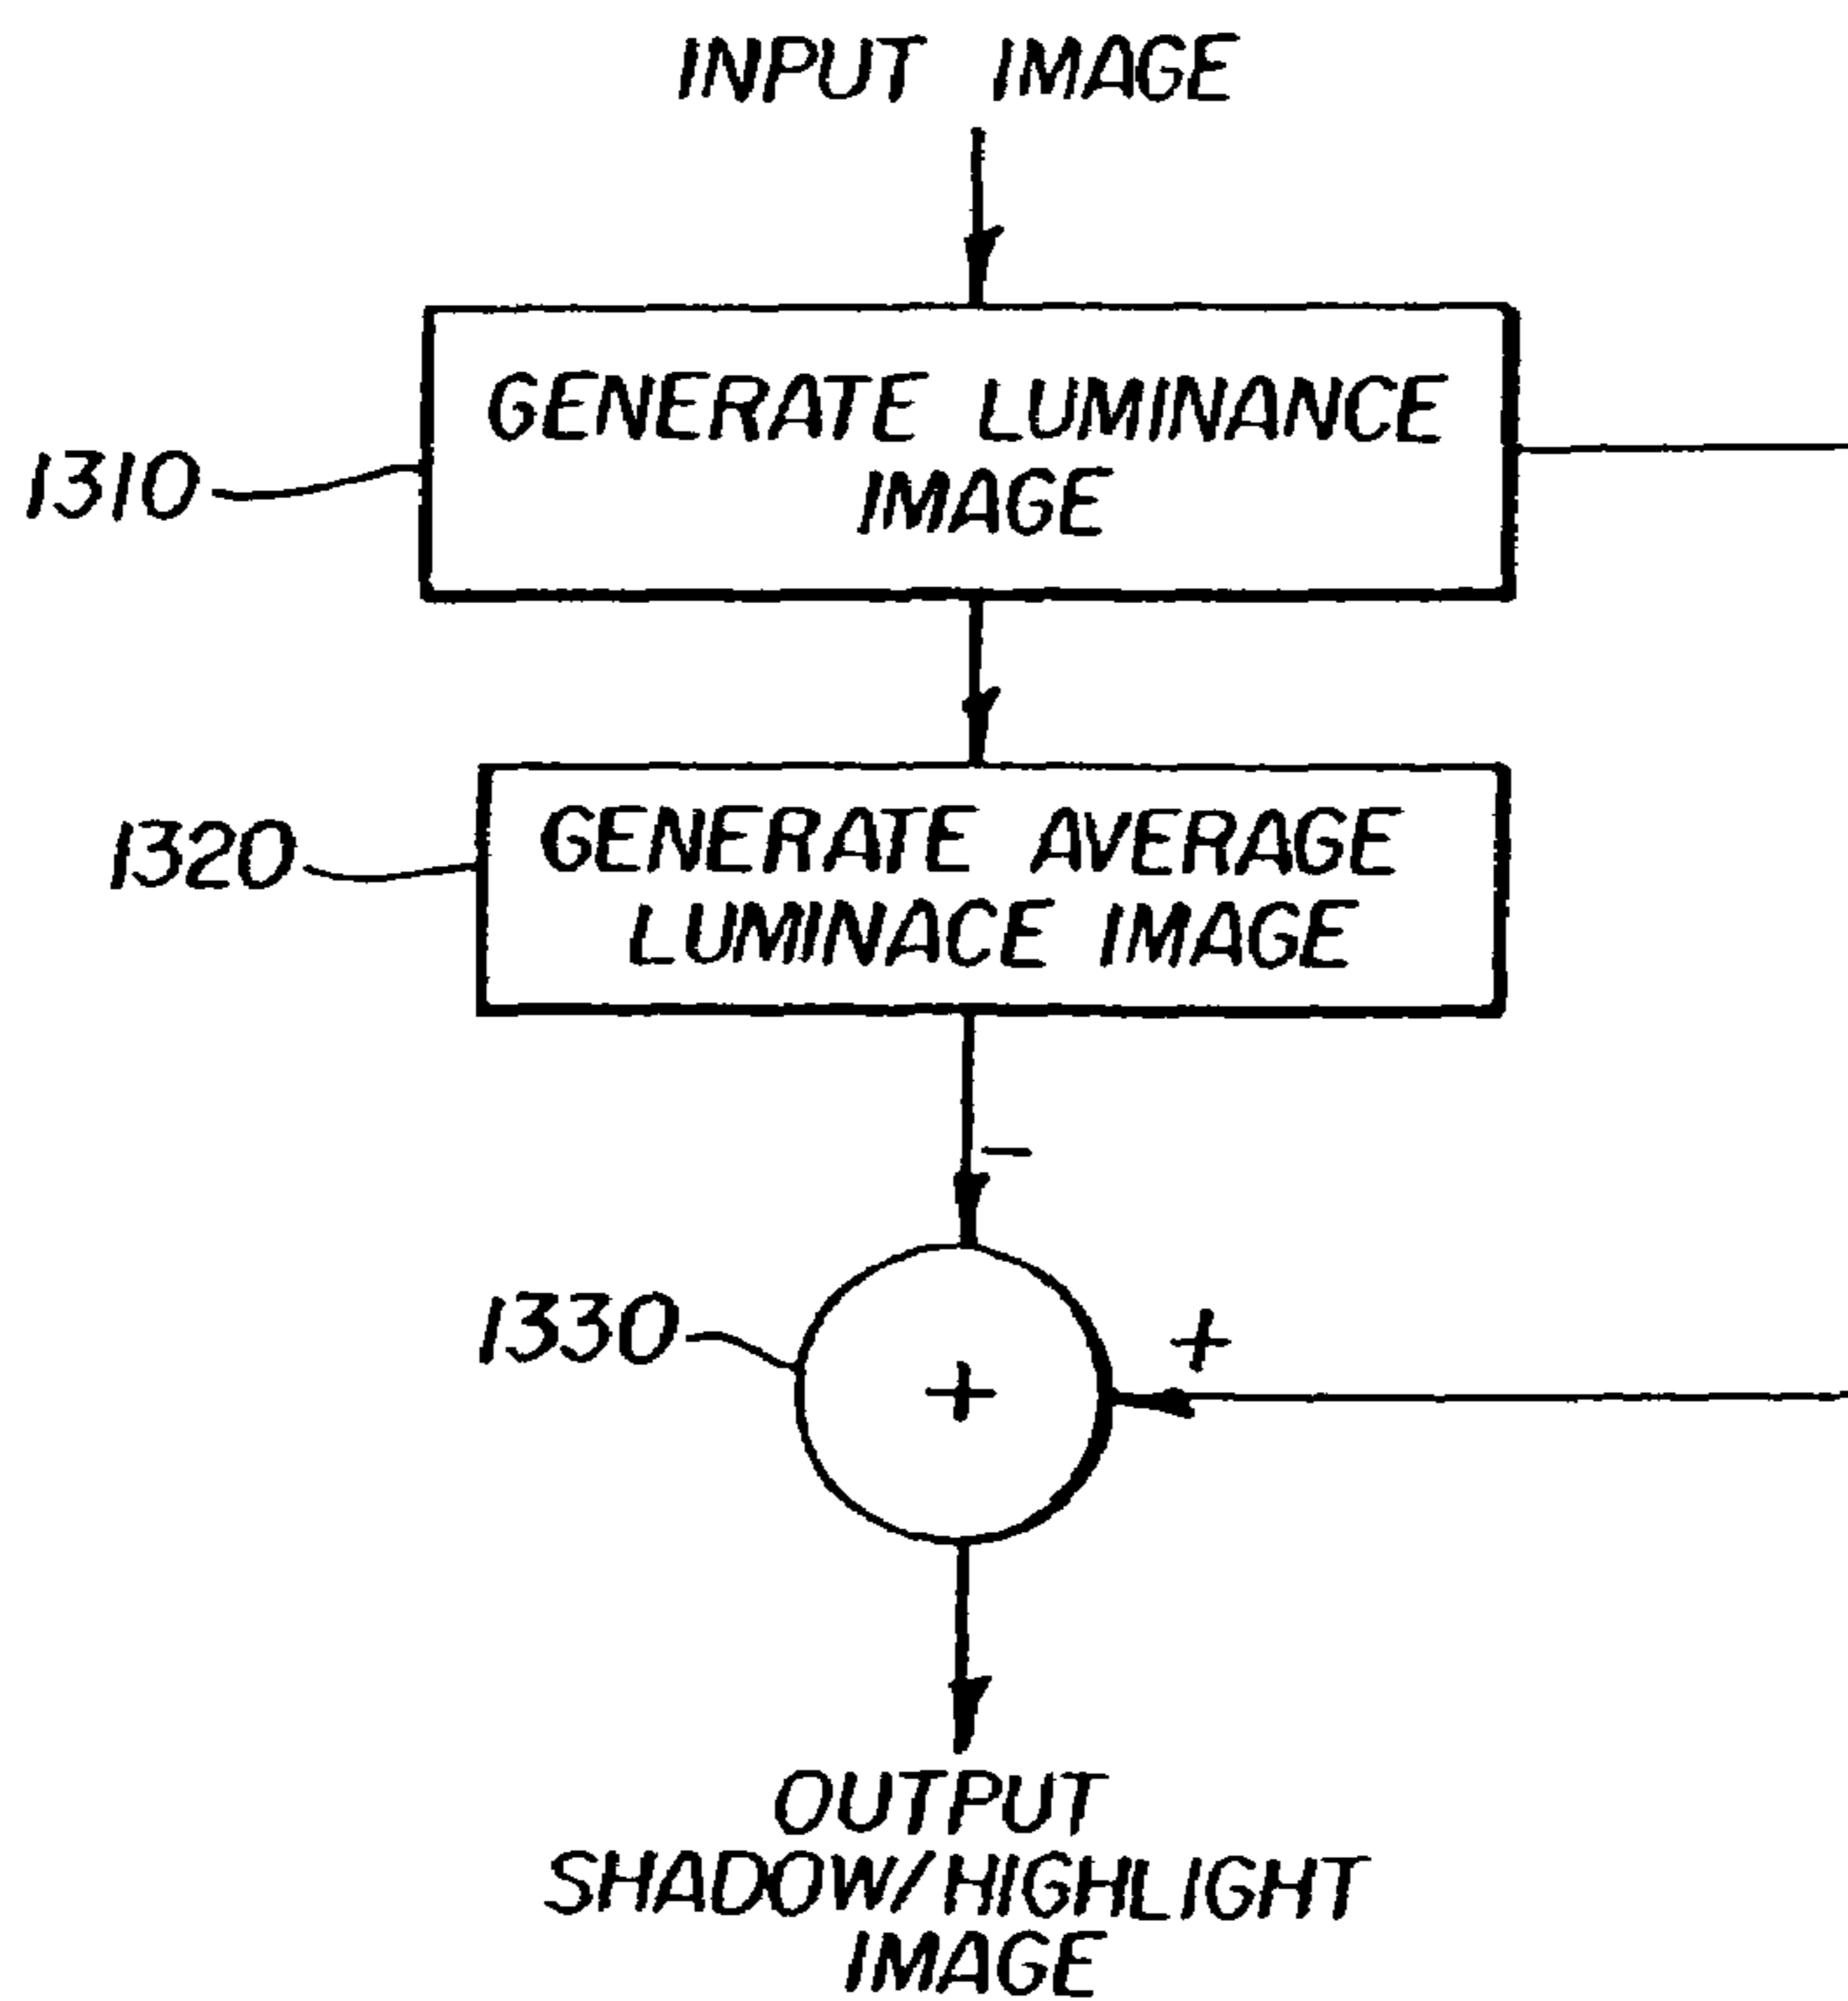 INPUT IMAGE
GENERATE LUMINANCE
IMAGE
1310
GENERATE AVERAGE
LUMINACE IMAGE
1320
−
1330
+
+
OUTPUT
SHADOW/HIGHLIGHT
IMAGE